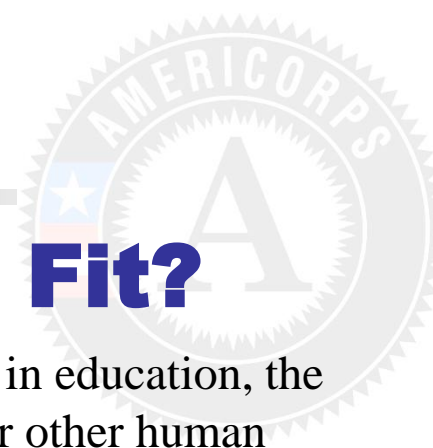 AMERICORPS
A
Fit?
in education, the
r other human